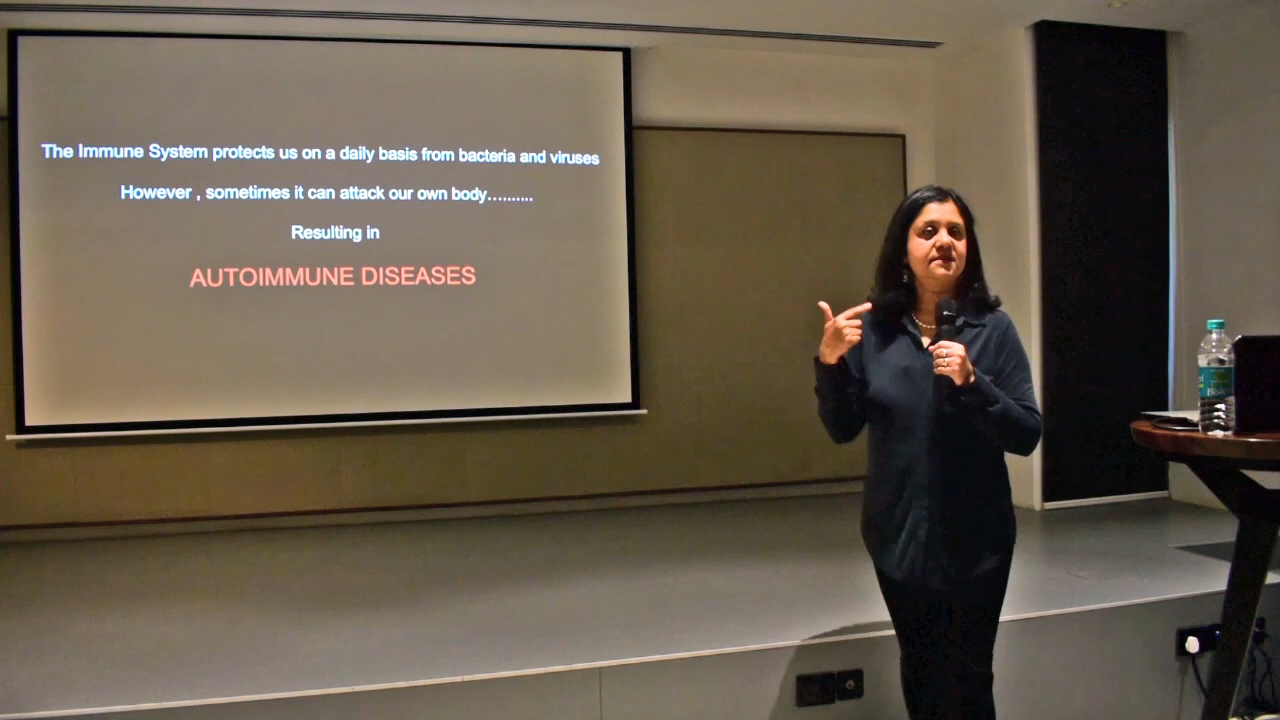 The Immune System protects us on a daily basis from bacteria and viruses
However , sometimes it can attack our own body..........
Resulting in
AUTOIMMUNE DISEASES